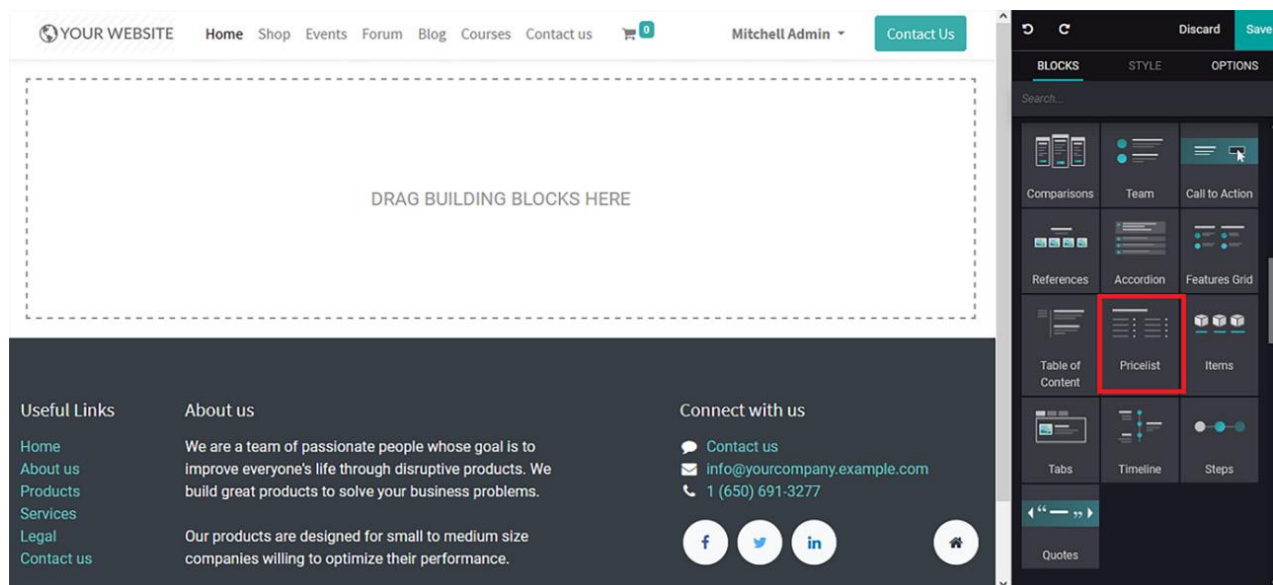 YOUR WEBSITE Home Shop Events Forum Blog Courses Contact us 0 Mitchell Admin Contact Us
DRAG BUILDING BLOCKS HERE
Useful Links
Home
About us
Products
Services
Legal
Contact us
About us
We are a team of passionate people whose goal is to
improve everyone's life through disruptive products. We
build great products to solve your business problems.
Our products are designed for small to medium size
companies willing to optimize their performance.
Connect with us
Contact us
info@yourcompany.example.com
1 (650) 691-3277
f in
Discard Save
BLOCKS STYLE OPTIONS
Search...
Comparisons Team Call to Action
References Accordion Features Grid
Table of
Content
Pricelist Items
Tabs Timeline Steps
Quotes